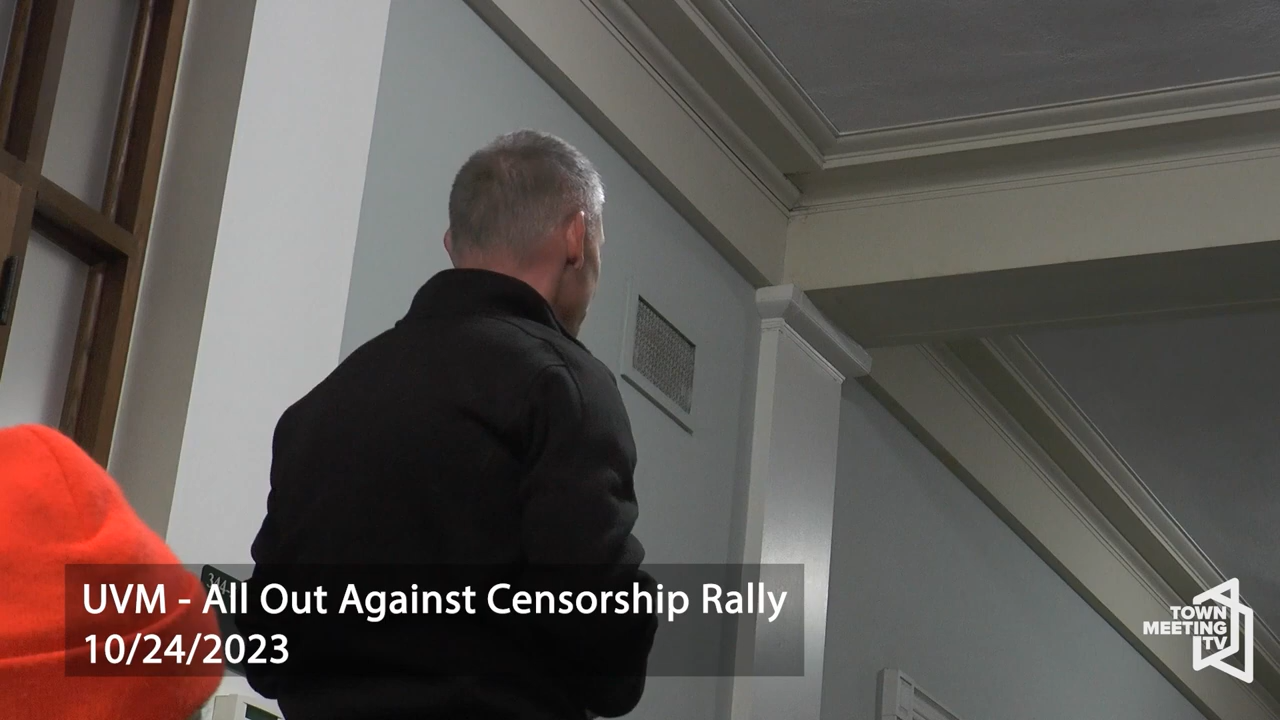 UVM - All Out Against Censorship Rally
10/24/2023
TOWN
MEETING
TV